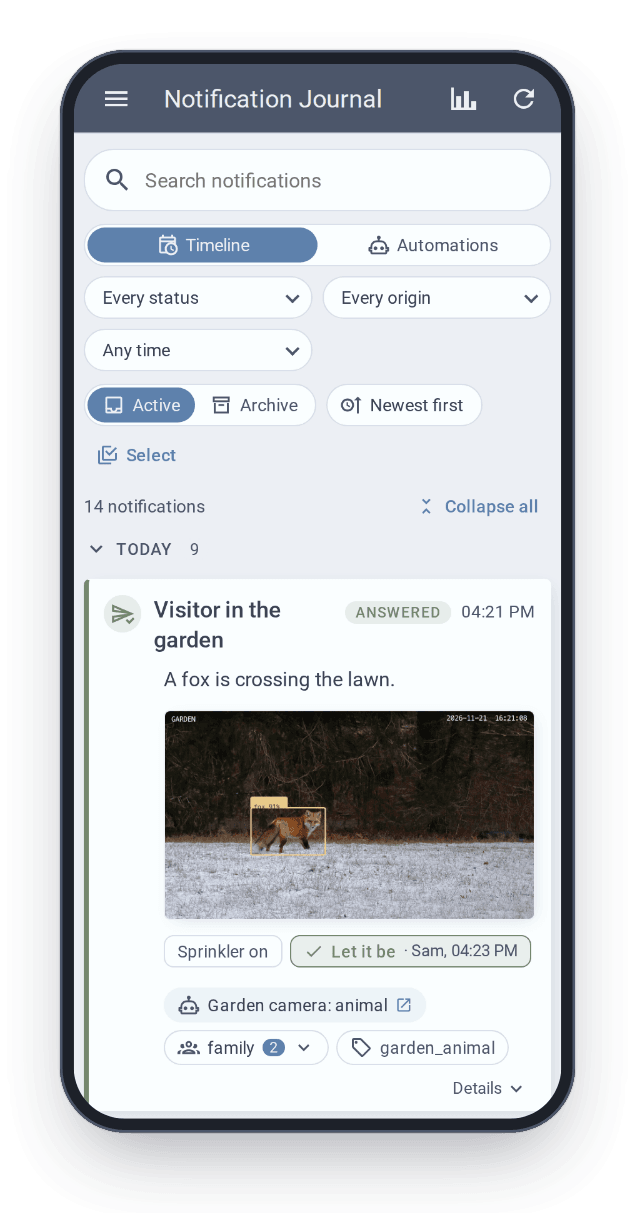 Notification Journal
Search notifications
Timeline
Automations
Every status
Every origin
Any time
Active
Archive
Newest first
Select
14 notifications
Collapse all
TODAY 9
Visitor in the
garden
ANSWERED
04:21 PM
A fox is crossing the lawn.
GARDEN
2026-11-21 16:21:08
fox 91%
Sprinkler on
Let it be · Sam, 04:23 PM
Garden camera: animal
family 2
garden_animal
Details